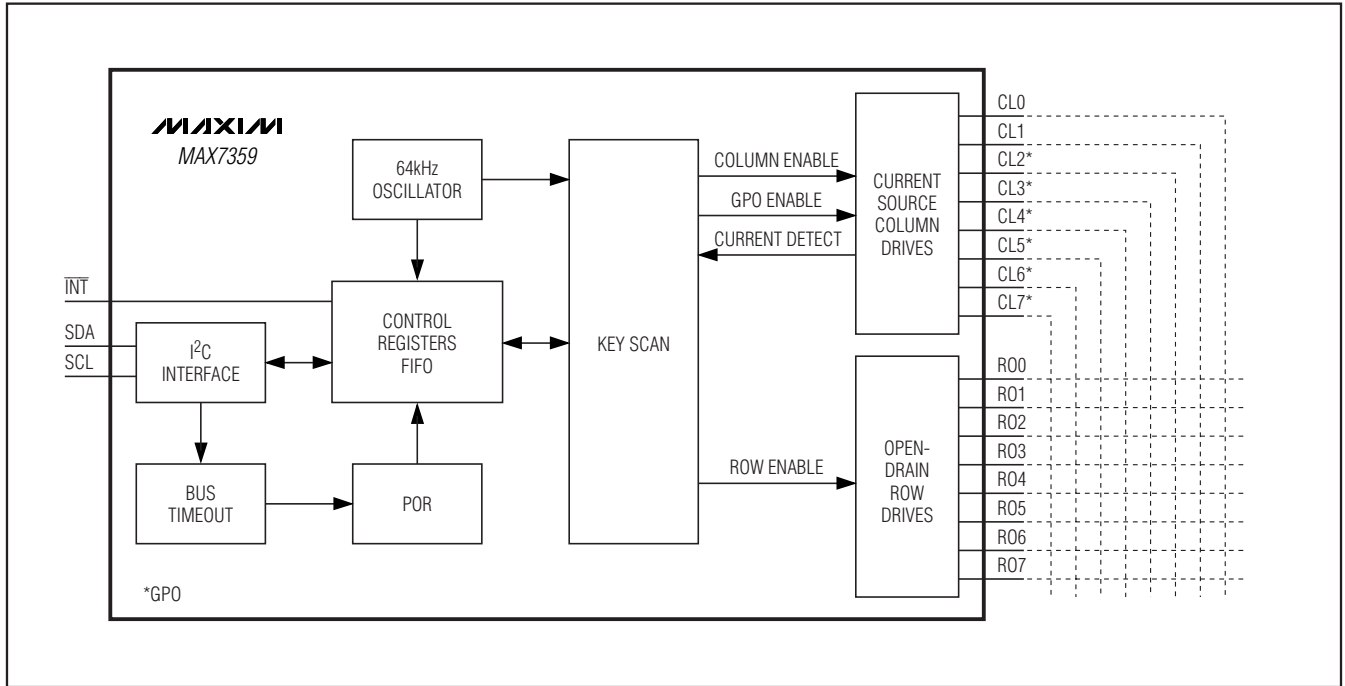 MAXIM
MAX7359
64kHz
OSCILLATOR
INT
SDA
SCL
I²C
INTERFACE
CONTROL
REGISTERS
FIFO
BUS
TIMEOUT
POR
KEY SCAN
COLUMN ENABLE
GPO ENABLE
CURRENT DETECT
ROW ENABLE
CURRENT
SOURCE
COLUMN
DRIVES
OPEN-
DRAIN
ROW
DRIVES
CL0
CL1
CL2*
CL3*
CL4*
CL5*
CL6*
CL7*
RO0
RO1
RO2
RO3
RO4
RO5
RO6
RO7
*GPO